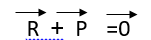 R + P = 0